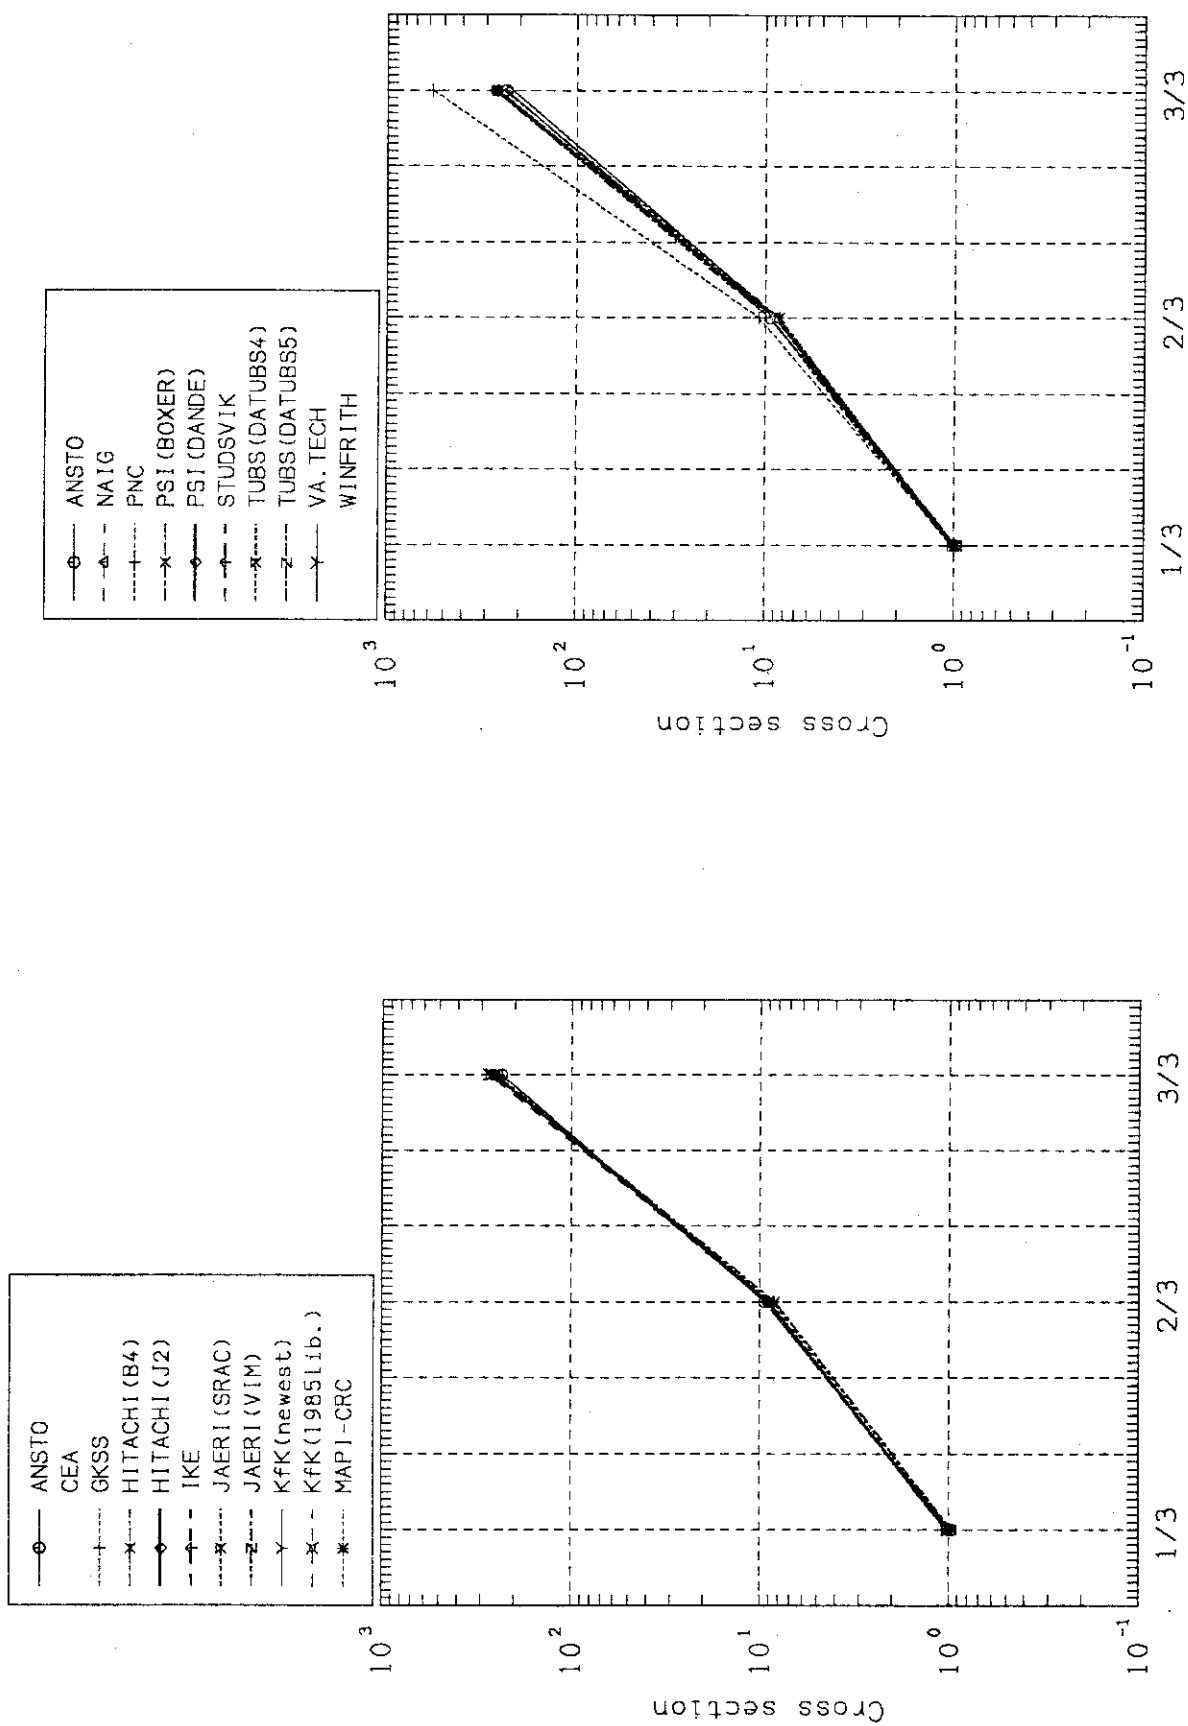 ANSTO
NAIG
PNC
PSI(BOXER)
PSI(DANDE)
STUDSVIK
TUBS(DATUBS4)
TUBS(DATUBS5)
VA.TECH
WINFRITH
10³
10²
10¹
10⁰
10⁻¹
Cross section
1/3
2/3
3/3
ANSTO
CEA
GKSS
HITACHI(B4)
HITACHI(J2)
IKE
JAERI(SRAC)
JAERI(VIM)
KfK(newest)
KfK(1985lib.)
MAPI-CRC
10³
10²
10¹
10⁰
10⁻¹
Cross section
1/3
2/3
3/3